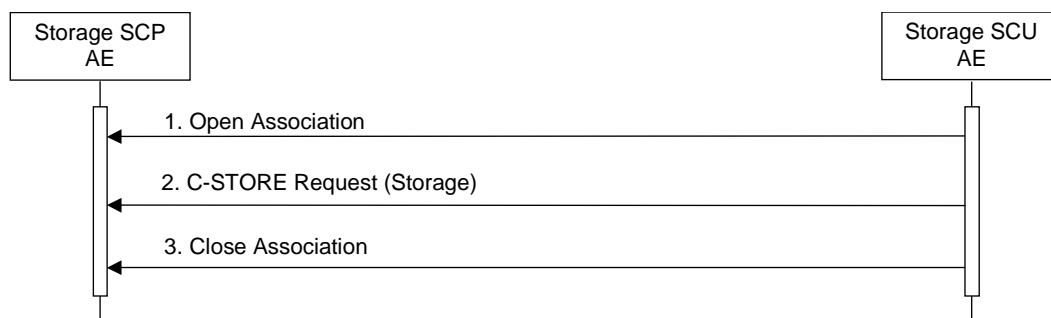 Storage SCP
AE
Storage SCU
AE
1. Open Association
2. C-STORE Request (Storage)
3. Close Association